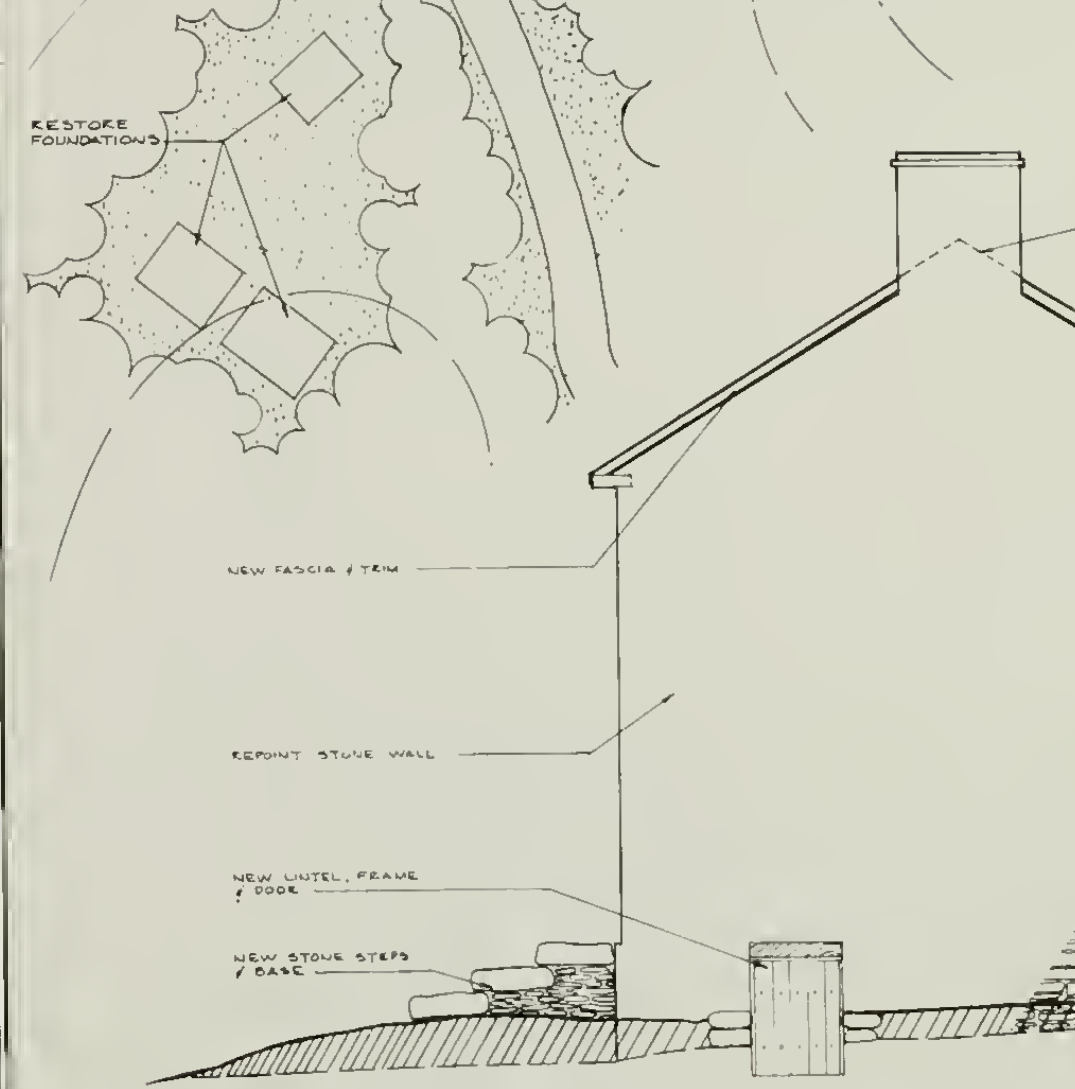 RESTORE
FOUNDATIONS
NEW FASCIA & TRIM
REPOINT STONE WALL
NEW LINTEL, FRAME
& DOOR
NEW STONE STEPS
& BASE